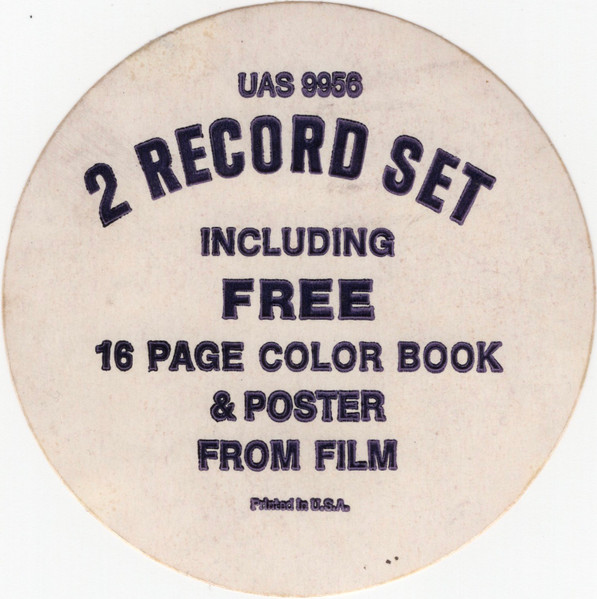 UAS 9956
2 RECORD SET
INCLUDING
FREE
16 PAGE COLOR BOOK
& POSTER
FROM FILM
Printed in U.S.A.